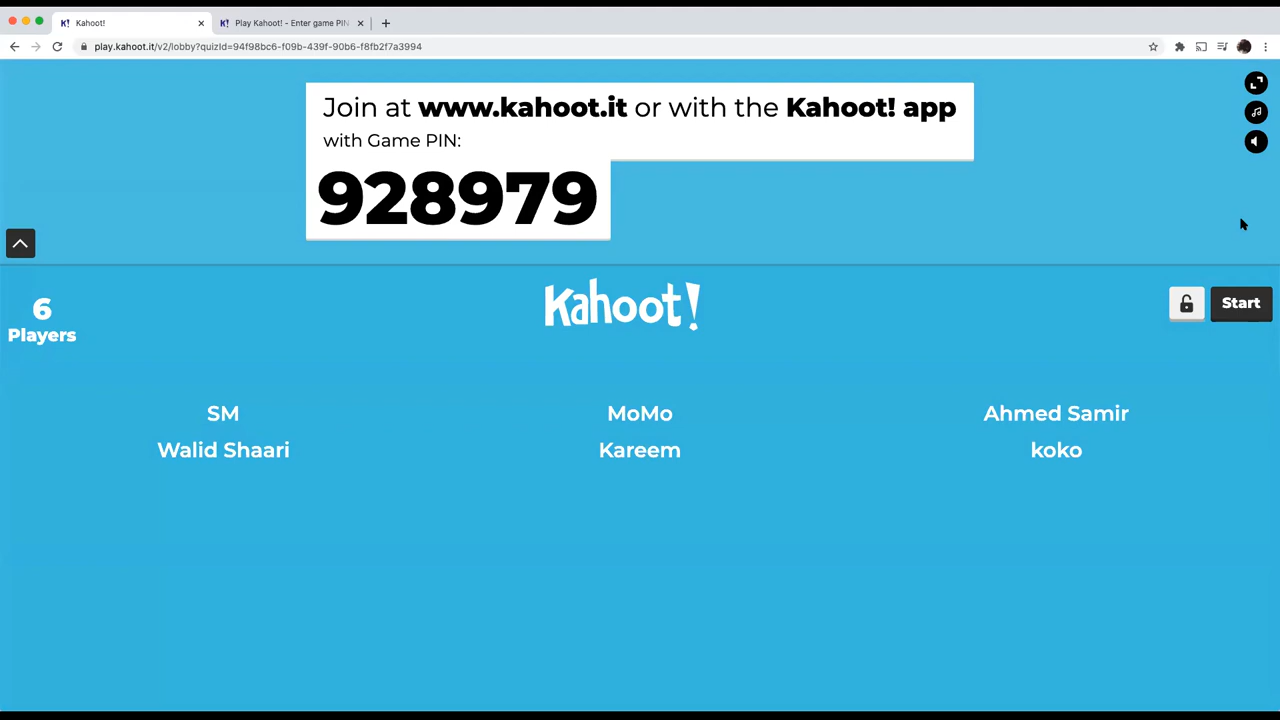 Kahoot!
Play Kahoot! - Enter game PIN
play.kahoot.it/v2/lobby?quizId=94f98bc6-f09b-439f-90b6-f8fb2f7a3994
Join at www.kahoot.it or with the Kahoot! app
with Game PIN:
928979
6
Players
Kahoot!
Start
SM
MoMo
Ahmed Samir
Walid Shaari
Kareem
koko